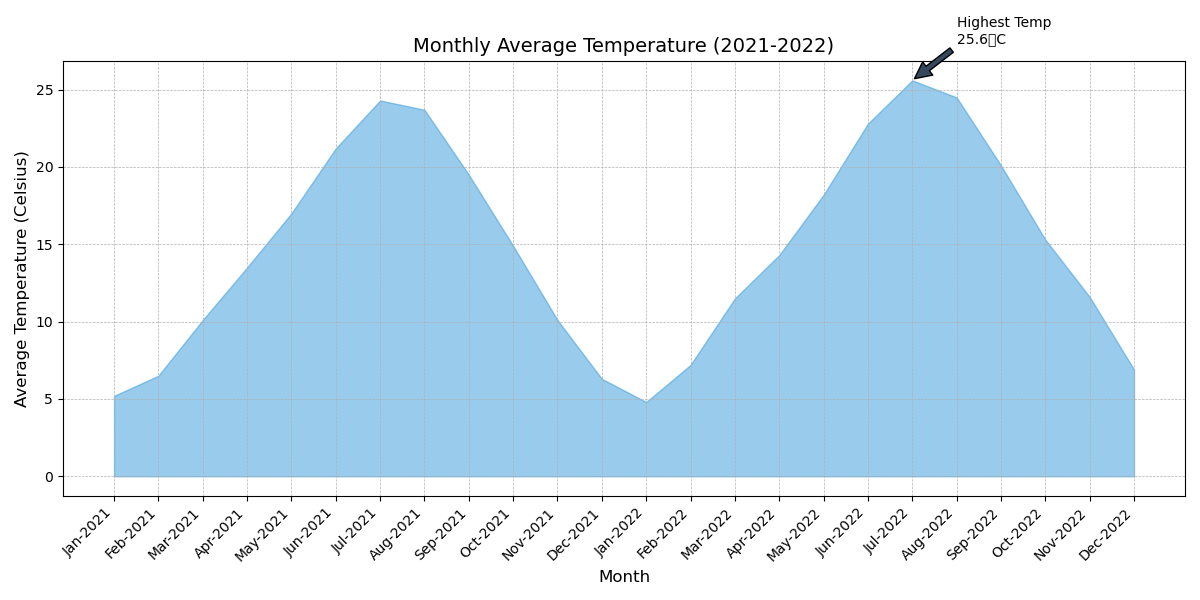 Highest Temp
25.6▯C
Monthly Average Temperature (2021-2022)
Average Temperature (Celsius)
25
20
15
10
5
0
Jan-2021
Feb-2021
Mar-2021
Apr-2021
May-2021
Jun-2021
Jul-2021
Aug-2021
Sep-2021
Oct-2021
Nov-2021
Dec-2021
Jan-2022
Feb-2022
Mar-2022
Apr-2022
May-2022
Jun-2022
Jul-2022
Aug-2022
Sep-2022
Oct-2022
Nov-2022
Dec-2022
Month